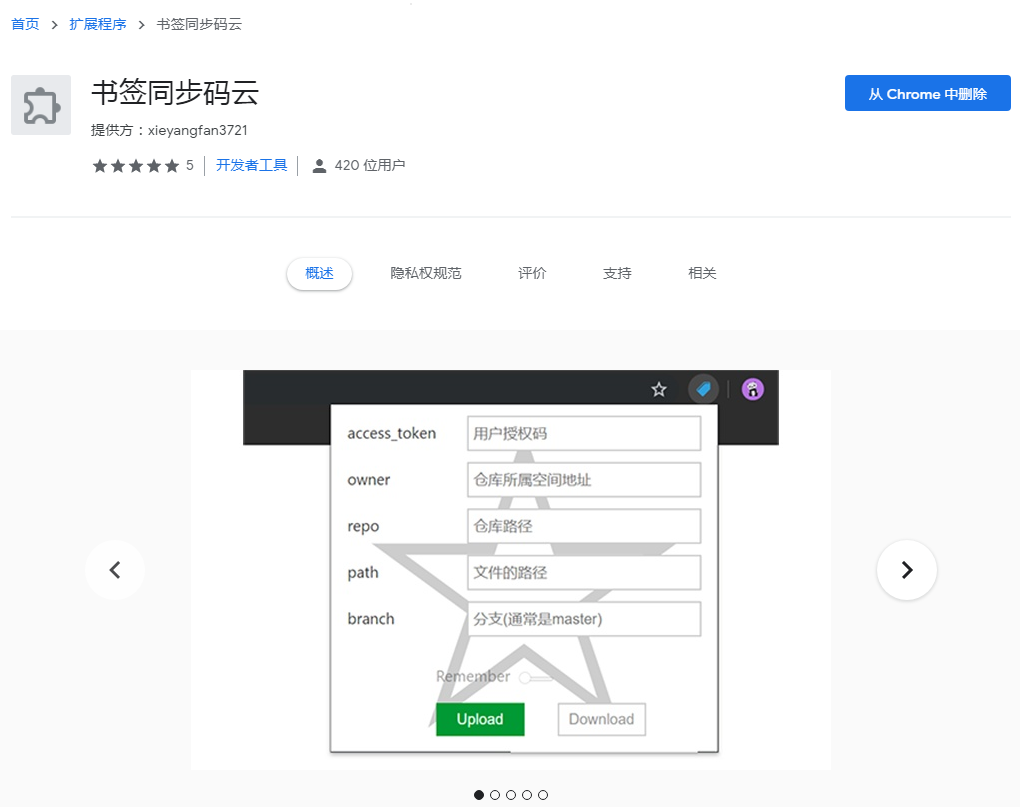 首页 > 扩展程序 > 书签同步码云
书签同步码云
从 Chrome 中删除
提供方：xieyangfan3721
5 开发者工具 420 位用户
概述 隐私权规范 评价 支持 相关
access_token 用户授权码
owner 仓库所属空间地址
repo 仓库路径
path 文件的路径
branch 分支(通常是master)
Remember
Upload Download